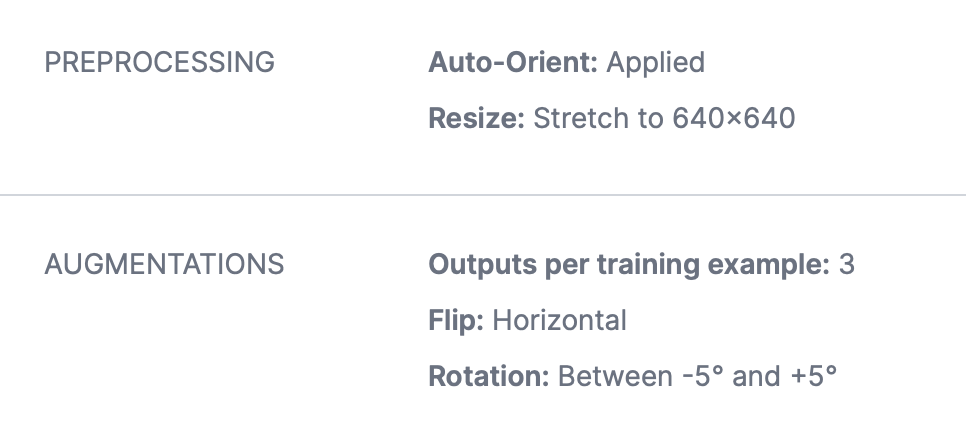 PREPROCESSING
Auto-Orient: Applied
Resize: Stretch to 640×640
AUGMENTATIONS
Outputs per training example: 3
Flip: Horizontal
Rotation: Between -5° and +5°